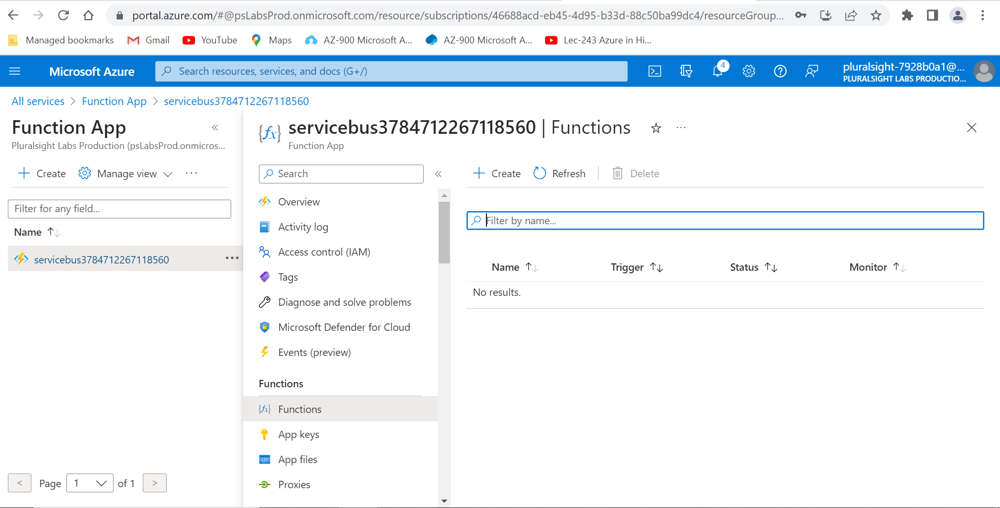 portal.azure.com/#@psLabsProd.onmicrosoft.com/resource/subscriptions/46688acd-eb45-4d95-b33d-88c50ba99dc4/resourceGroup...
Managed bookmarks Gmail YouTube Maps AZ-900 Microsoft A... AZ-900 Microsoft A... Lec-243 Azure in Hi...
Microsoft Azure Search resources, services, and docs (G+/) 4 pluralsight-7928b0a1@...
PLURALSIGHT LABS PRODUCTIO...
All services > Function App > servicebus3784712267118560
Function App «
Pluralsight Labs Production (psLabsProd.onmicros...
+ Create Manage view ...
Filter for any field...
Name ↑↓
servicebus3784712267118560 ...
< Page 1 of 1 >
{fx} servicebus3784712267118560 | Functions ☆ ...
Function App
Search «
Overview
Activity log
Access control (IAM)
Tags
Diagnose and solve problems
Microsoft Defender for Cloud
Events (preview)
Functions
{fx} Functions
App keys
App files
Proxies
+ Create Refresh Delete
Filter by name...
Name ↑↓ Trigger ↑↓ Status ↑↓ Monitor ↑↓
No results.